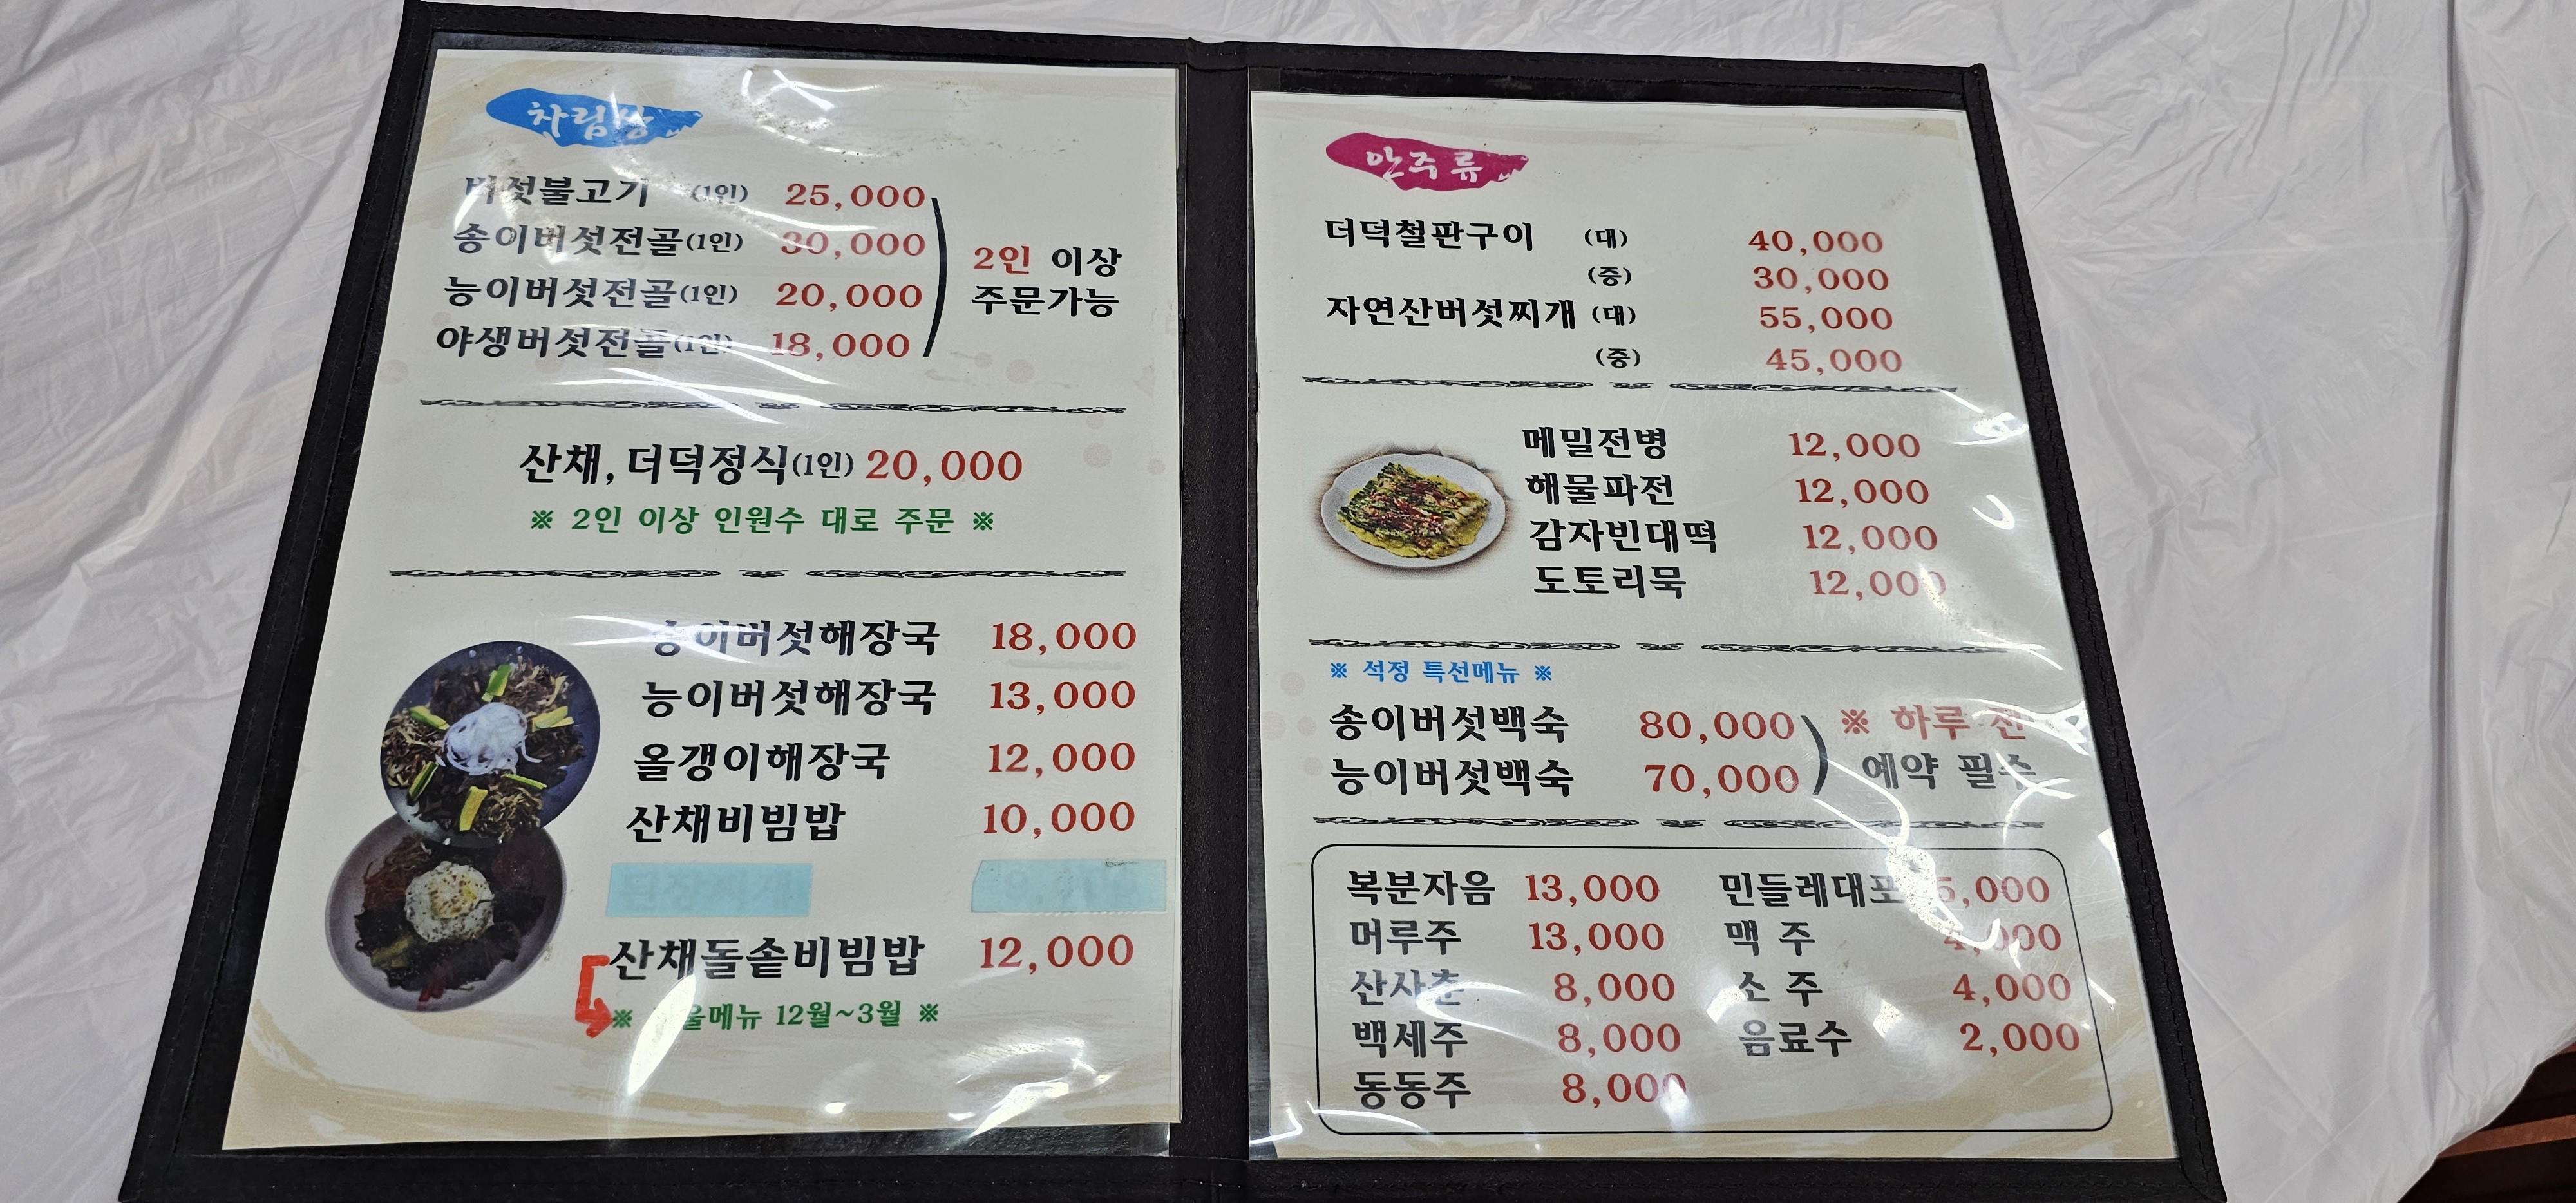 차림상
버섯불고기 (1인) 25,000
송이버섯전골(1인) 30,000
능이버섯전골(1인) 20,000
야생버섯전골(1인) 18,000
2인 이상
주문가능
산채, 더덕정식(1인) 20,000
※ 2인 이상 인원수 대로 주문 ※
송이버섯해장국 18,000
능이버섯해장국 13,000
올갱이해장국 12,000
산채비빔밥 10,000
산채돌솥비빔밥 12,000
※ 12월~3월 ※
안주류
더덕철판구이 (대) 40,000
(중) 30,000
자연산버섯찌개 (대) 55,000
(중) 45,000
메밀전병 12,000
해물파전 12,000
감자빈대떡 12,000
도토리묵 12,000
※ 석정 특선메뉴 ※
송이버섯백숙 80,000
능이버섯백숙 70,000
※ 하루 전
예약 필수
복분자음 13,000
머루주 13,000
산사춘 8,000
백세주 8,000
동동주 8,000
민들레대포 5,000
맥 주 4,000
소 주 4,000
음료수 2,000